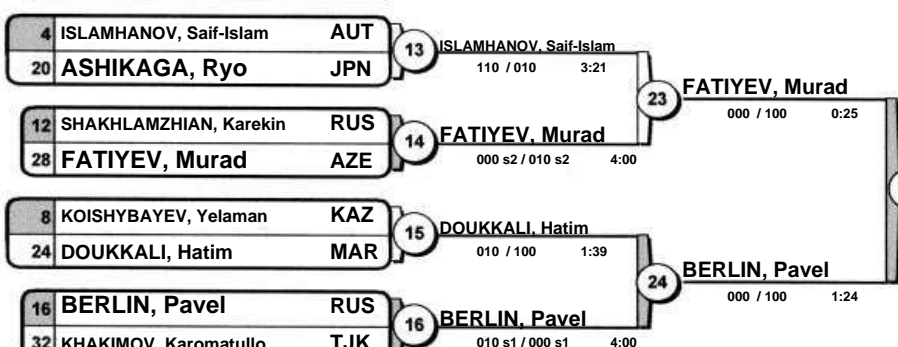 4 ISLAMHANOV, Saif-Islam AUT
20 ASHIKAGA, Ryo JPN
13
ISLAMHANOV, Saif-Islam
110 / 010 3:21
12 SHAKHLAMZHIAN, Karekin RUS
28 FATIYEV, Murad AZE
14
FATIYEV, Murad
000 s2 / 010 s2 4:00
23
FATIYEV, Murad
000 / 100 0:25
8 KOISHYBAYEV, Yelaman KAZ
24 DOUKKALI, Hatim MAR
15
DOUKKALI, Hatim
010 / 100 1:39
16 BERLIN, Pavel RUS
32 KHAKIMOV, Karomatullo TJK
16
BERLIN, Pavel
010 s1 / 000 s1 4:00
24
BERLIN, Pavel
000 / 100 1:24